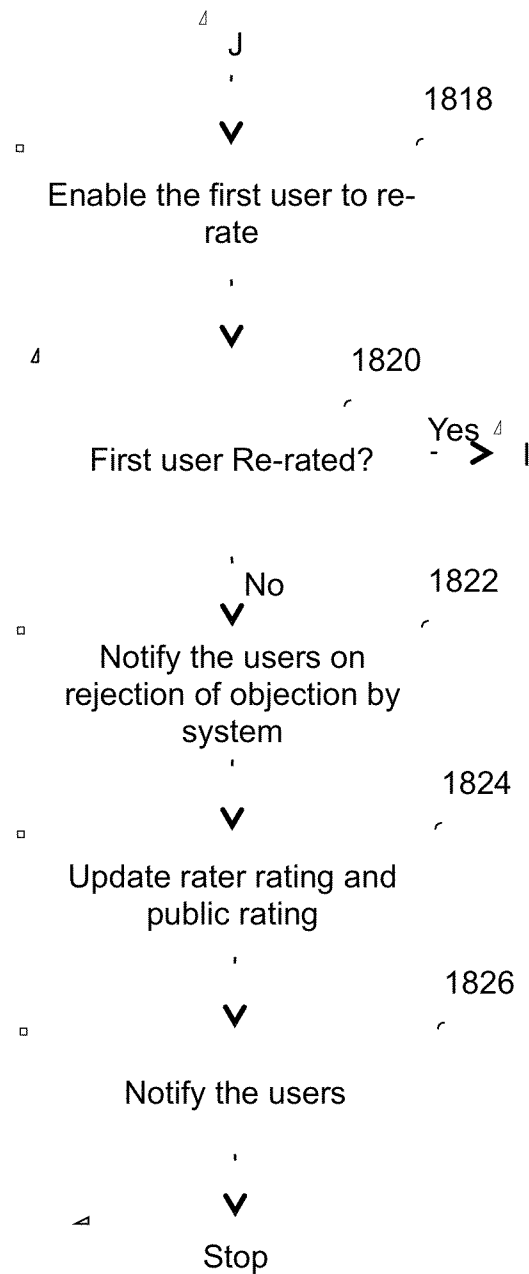 J
1818
Enable the first user to re-
rate
1820
Yes
First user Re-rated?
I
No
1822
Notify the users on
rejection of objection by
system
1824
Update rater rating and
public rating
1826
Notify the users
Stop